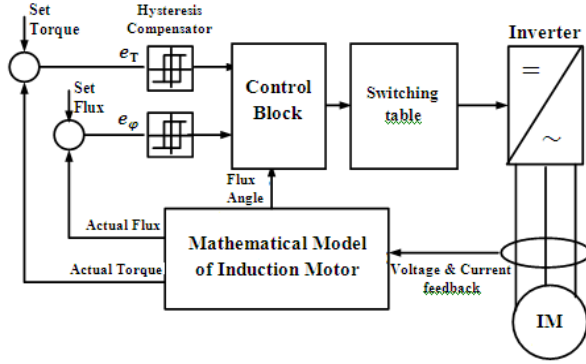 Set
Torque
Hysteresis
Compensator
Inverter
e_T
Set
Flux
e_φ
Control
Block
Switching
table
=
~
Flux
Angle
Actual Flux
Mathematical Model
of Induction Motor
Actual Torque
Voltage & Current
feedback
IM